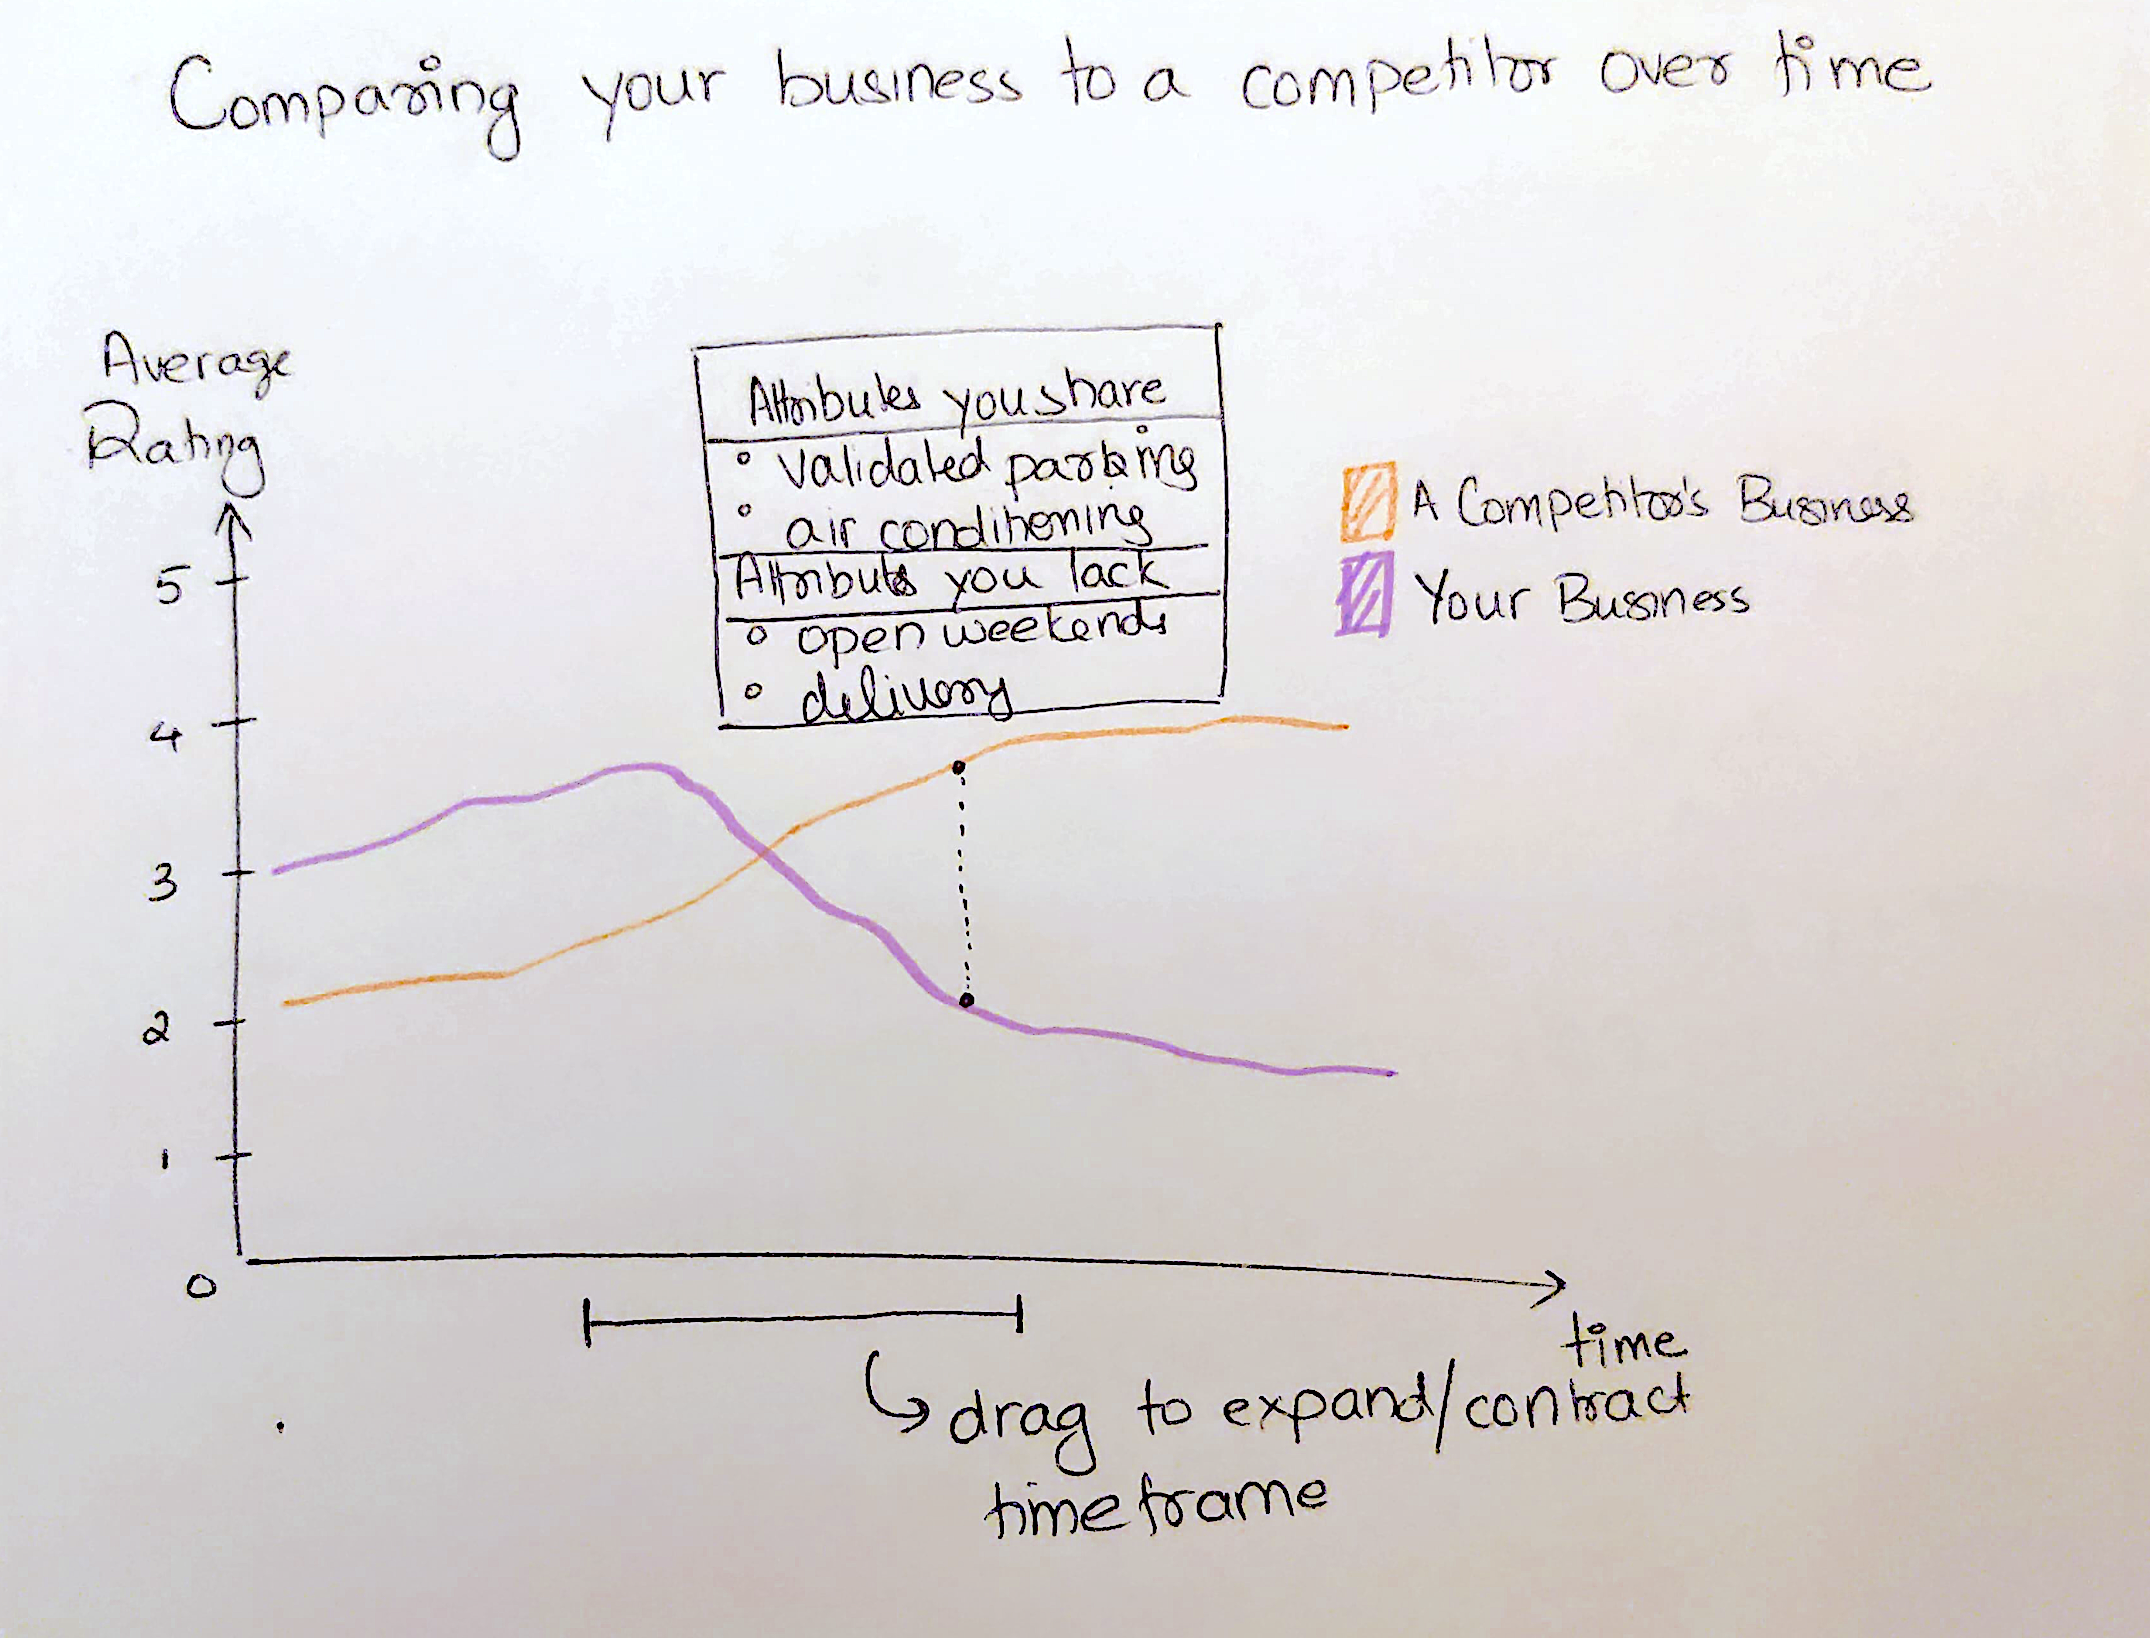 Comparing your business to a competitor over time
Average
Rating
Attributes you share
° validated parking
° air conditioning
Attributes you lack
° open weekends
° delivery
A Competitor's Business
Your Business
5
4
3
2
1
0
time
drag to expand/contract
timeframe